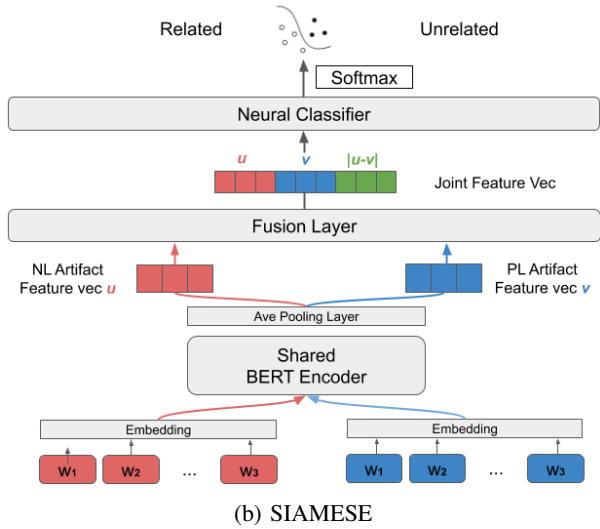 Related Unrelated
Softmax
Neural Classifier
u v |u-v|
Joint Feature Vec
Fusion Layer
NL Artifact
Feature vec u
PL Artifact
Feature vec v
Ave Pooling Layer
Shared
BERT Encoder
Embedding Embedding
W1 W2 ... W3 W1 W2 ... W3
(b) SIAMESE